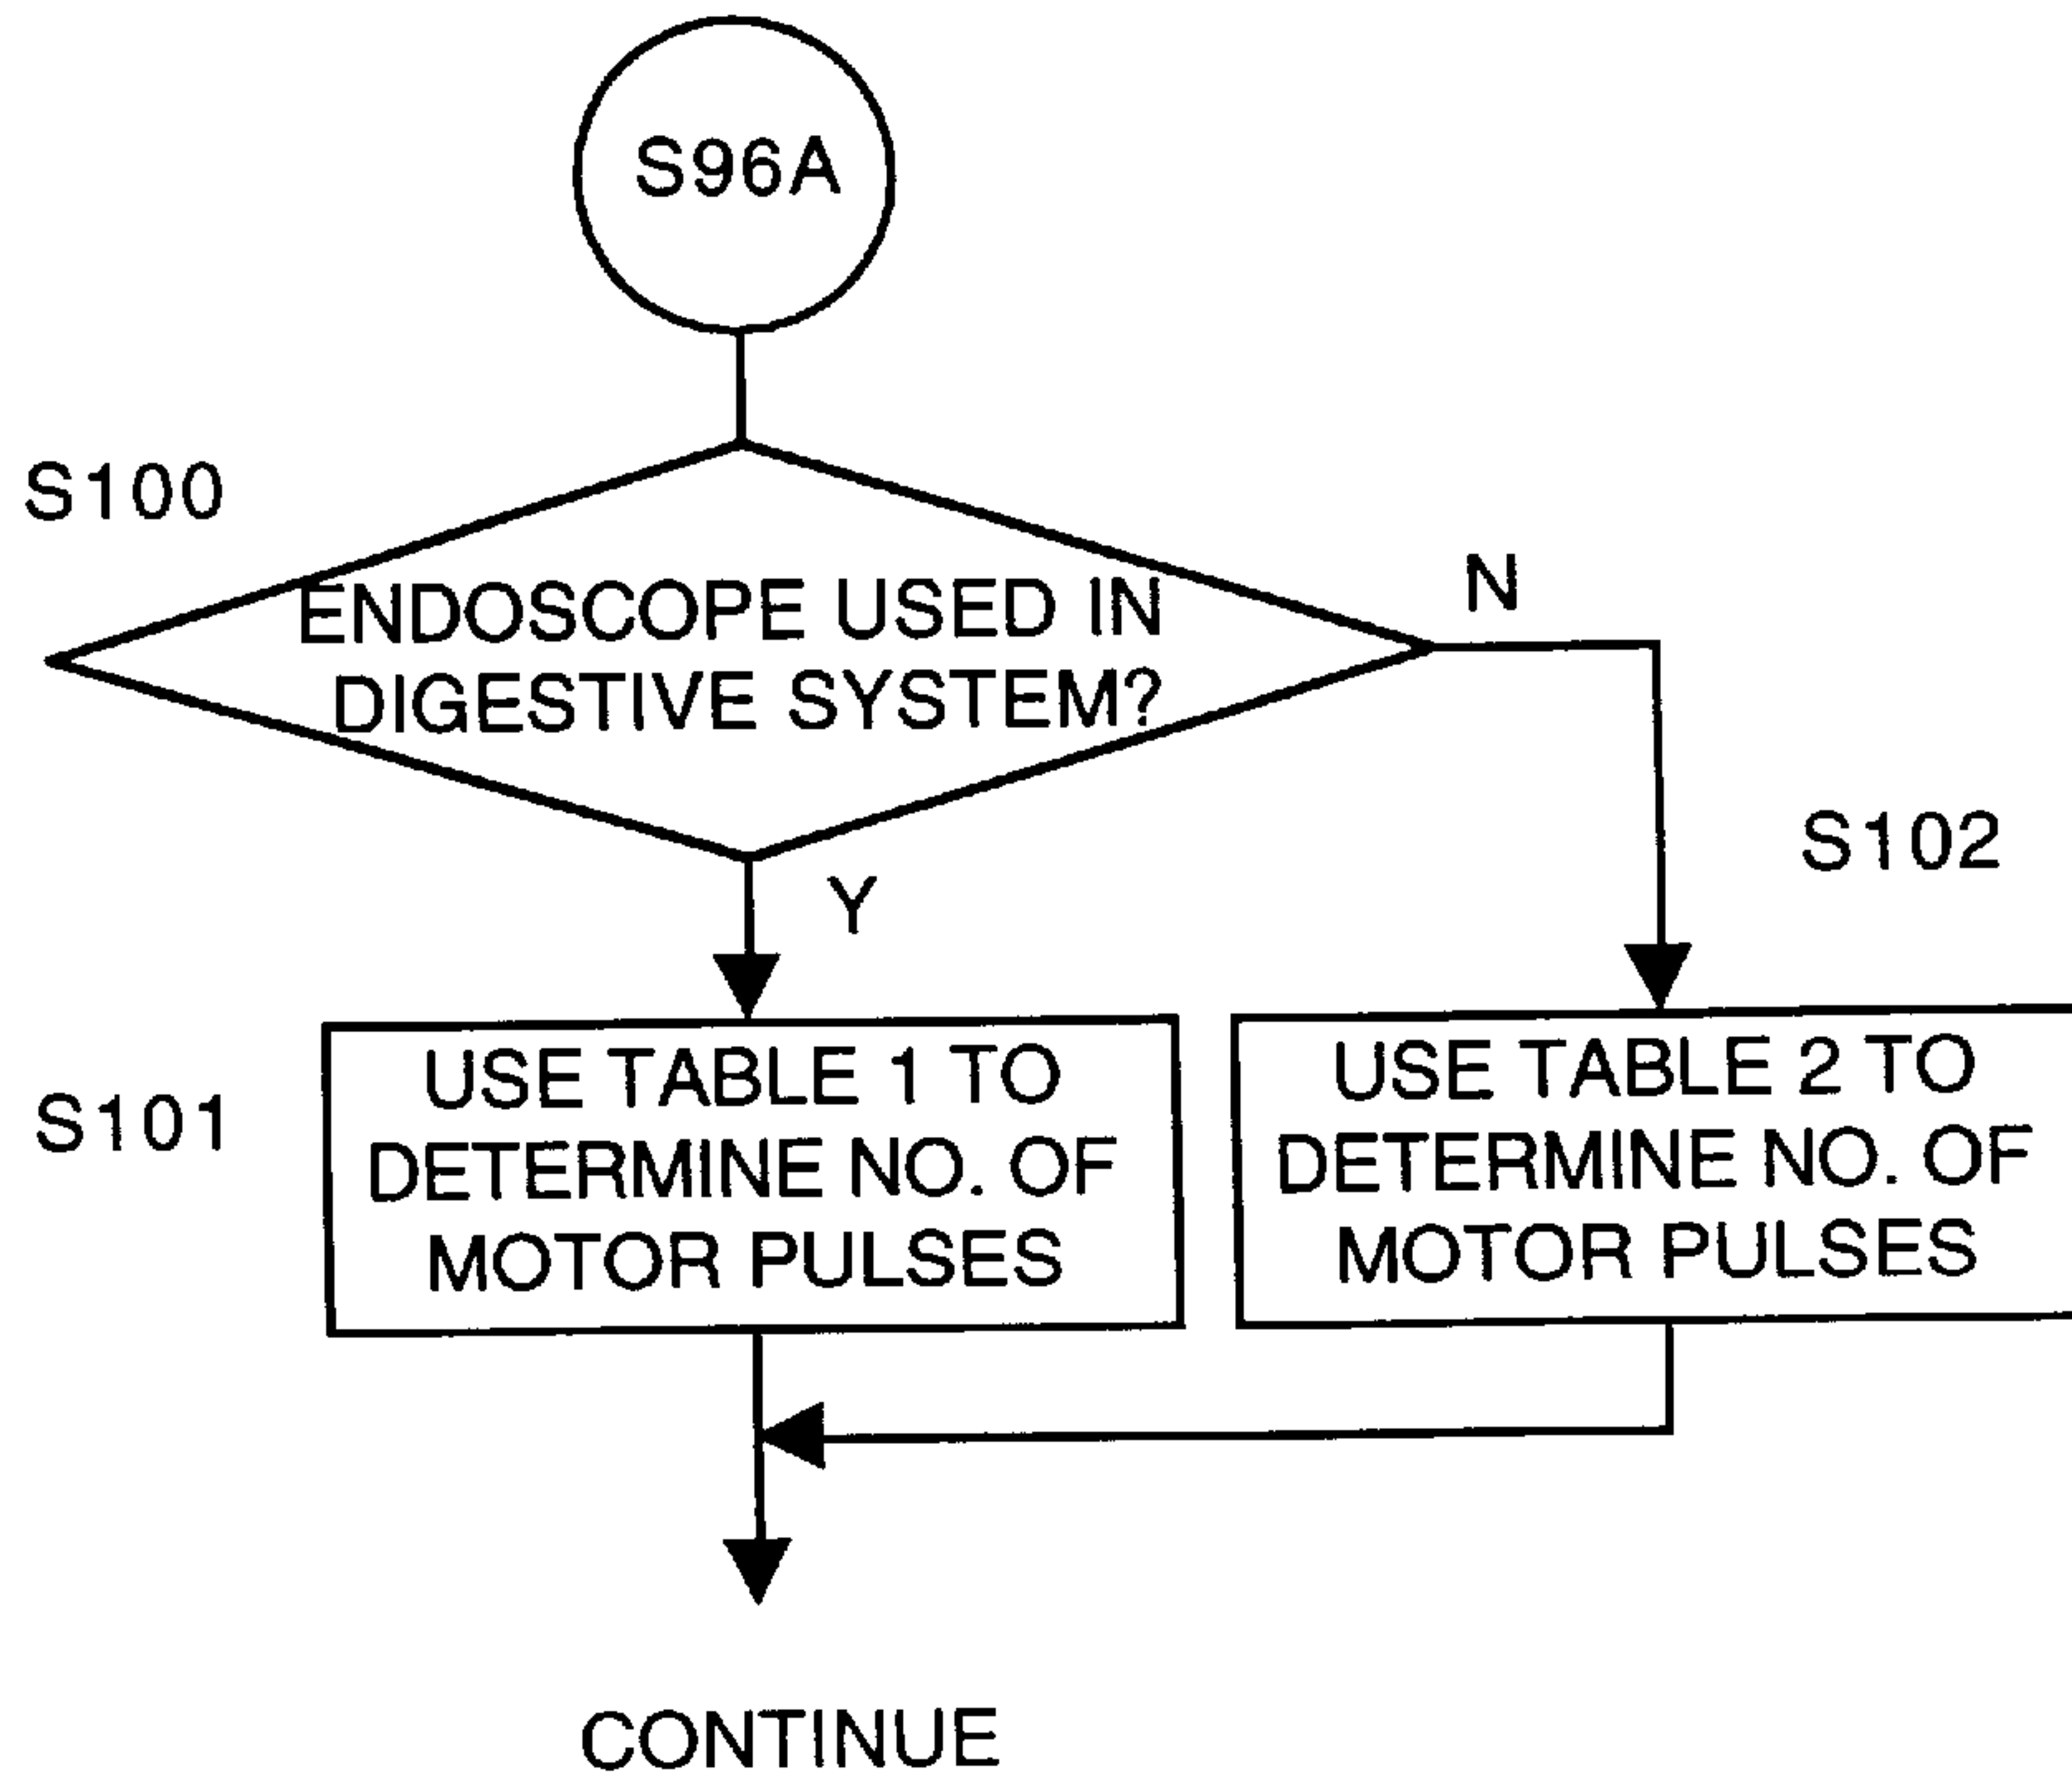 S96A
S100
ENDOSCOPE USED IN
DIGESTIVE SYSTEM?
N
Y
S102
S101
USE TABLE 1 TO
DETERMINE NO. OF
MOTOR PULSES
USE TABLE 2 TO
DETERMINE NO. OF
MOTOR PULSES
CONTINUE